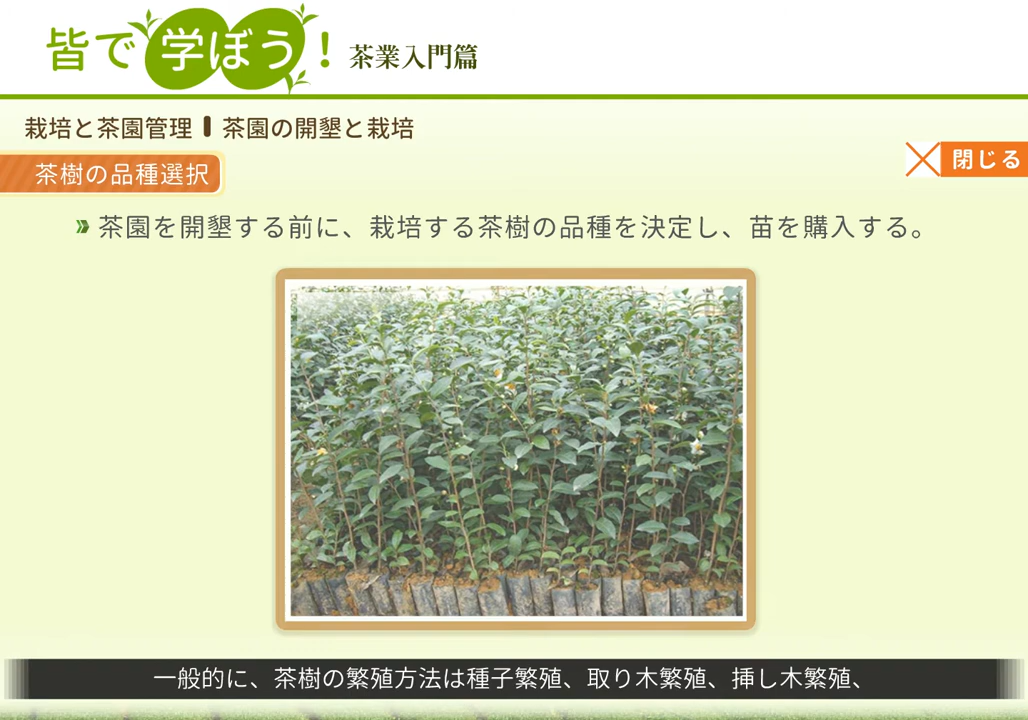 皆で学ぼう！ 茶業入門篇
栽培と茶園管理 ┃ 茶園の開墾と栽培
閉じる
茶樹の品種選択
茶園を開墾する前に、栽培する茶樹の品種を決定し、苗を購入する。
一般的に、茶樹の繁殖方法は種子繁殖、取り木繁殖、挿し木繁殖、